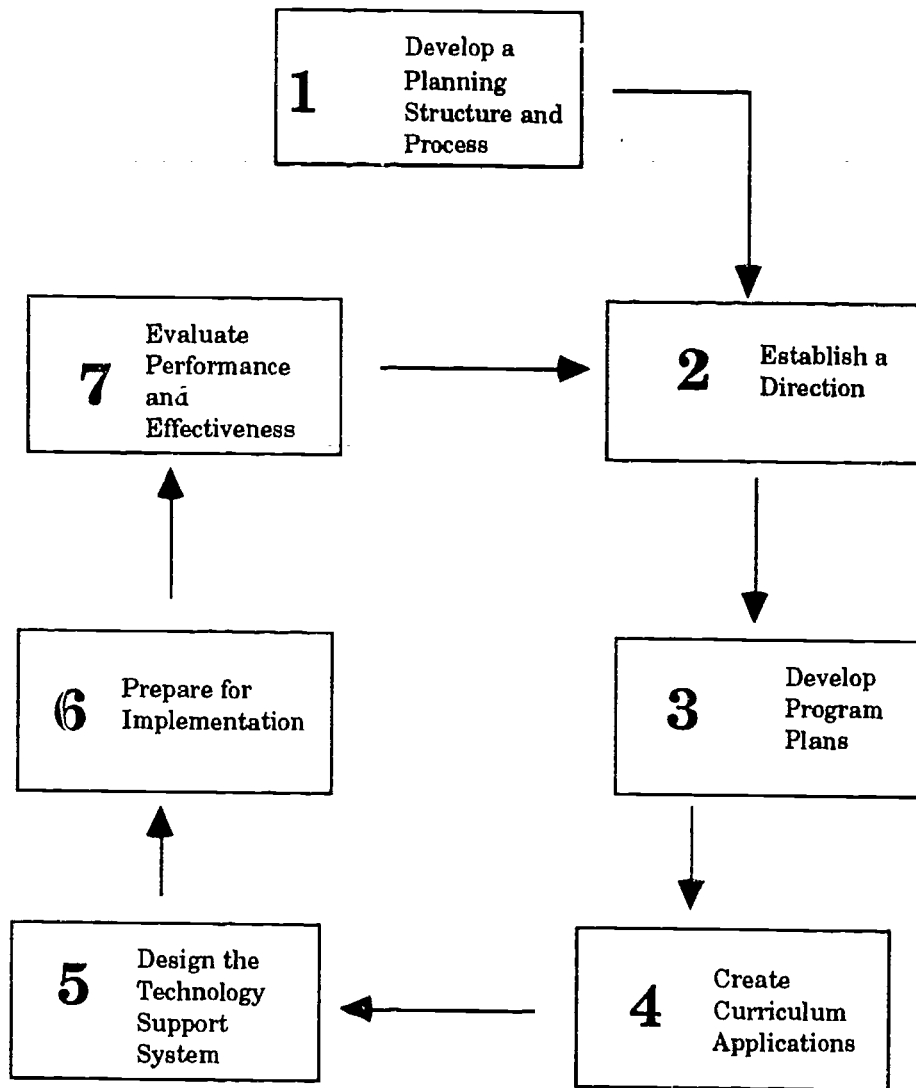 1
Develop a
Planning
Structure and
Process
2
Establish a
Direction
3
Develop
Program
Plans
4
Create
Curriculum
Applications
5
Design the
Technology
Support
System
6
Prepare for
Implementation
7
Evaluate
Performance
and
Effectiveness